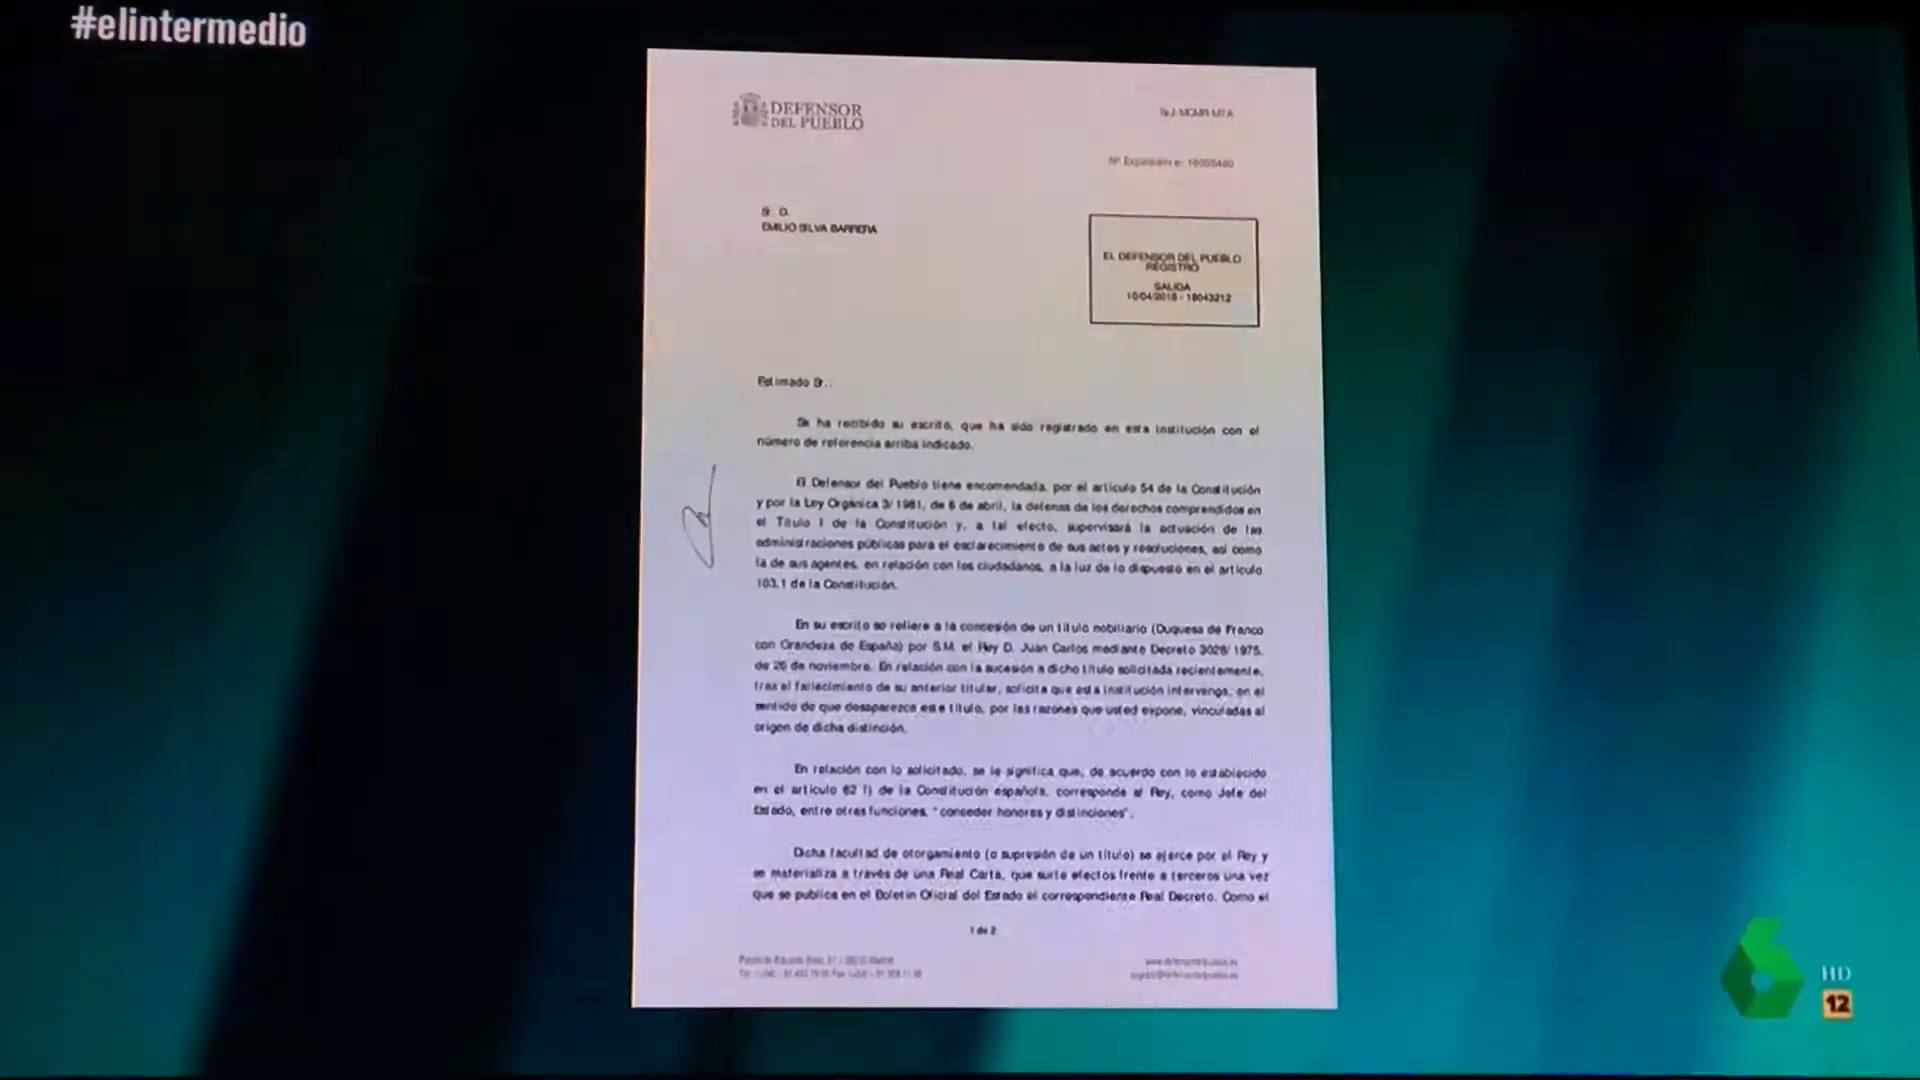 #elintermedio
DEFENSOR
DEL PUEBLO
Nº Expediente: 18005440
Sr. D.
EMILIO SILVA BARRERA
EL DEFENSOR DEL PUEBLO
REGISTRO
SALIDA
10/04/2018 - 18043212
Estimado Sr.:
Se ha recibido su escrito, que ha sido registrado en esta Institución con el
número de referencia arriba indicado.
El Defensor del Pueblo tiene encomendada, por el artículo 54 de la Constitución
y por la Ley Orgánica 3/1981, de 6 de abril, la defensa de los derechos comprendidos en
el Título I de la Constitución y, a tal efecto, supervisará la actuación de las
administraciones públicas para el esclarecimiento de sus actos y resoluciones, así como
la de sus agentes, en relación con los ciudadanos, a la luz de lo dispuesto en el artículo
103.1 de la Constitución.
En su escrito se refiere a la concesión de un título nobiliario (Duquesa de Franco
con Grandeza de España) por S.M. el Rey D. Juan Carlos mediante Decreto 3028/1975,
de 26 de noviembre. En relación con la sucesión a dicho título solicitada recientemente,
tras el fallecimiento de su anterior titular, solicita que esta Institución intervenga, en el
sentido de que desaparezca este título, por las razones que usted expone, vinculadas al
origen de dicha distinción.
En relación con lo solicitado, se le significa que, de acuerdo con lo establecido
en el artículo 62 f) de la Constitución española, corresponde al Rey, como Jefe del
Estado, entre otras funciones, "conceder honores y distinciones".
Dicha facultad de otorgamiento (o supresión de un título) se ejerce por el Rey y
se materializa a través de una Real Carta, que surte efectos frente a terceros una vez
que se publica en el Boletín Oficial del Estado el correspondiente Real Decreto. Como el
1 de 2
HD
12